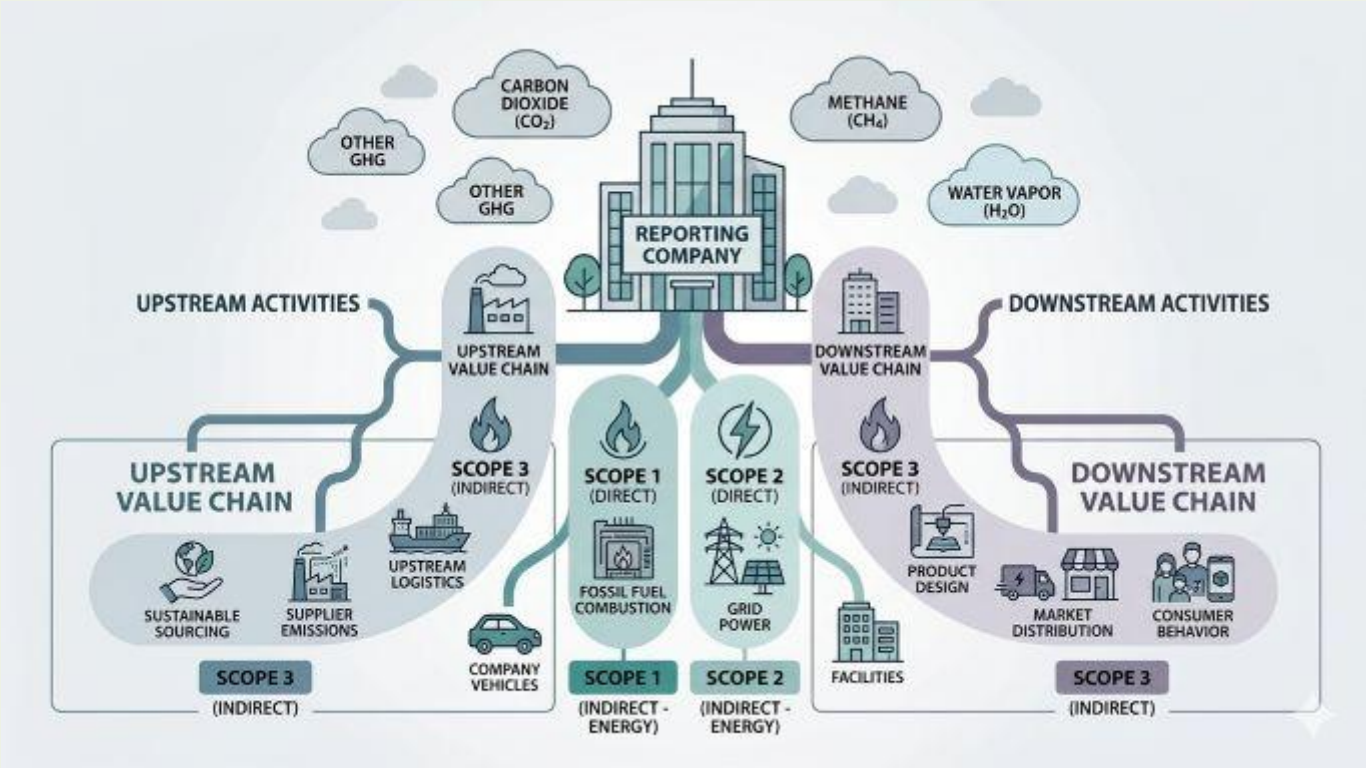 CARBON
DIOXIDE
(CO₂)
METHANE
(CH₄)
OTHER
GHG
OTHER
GHG
WATER VAPOR
(H₂O)
REPORTING
COMPANY
UPSTREAM ACTIVITIES
DOWNSTREAM ACTIVITIES
UPSTREAM
VALUE CHAIN
DOWNSTREAM
VALUE CHAIN
SCOPE 3
(INDIRECT)
SCOPE 1
(DIRECT)
SCOPE 2
(DIRECT)
SCOPE 3
(INDIRECT)
UPSTREAM
VALUE CHAIN
DOWNSTREAM
VALUE CHAIN
UPSTREAM
LOGISTICS
PRODUCT
DESIGN
SUSTAINABLE
SOURCING
SUPPLIER
EMISSIONS
FOSSIL FUEL
COMBUSTION
GRID
POWER
MARKET
DISTRIBUTION
CONSUMER
BEHAVIOR
COMPANY
VEHICLES
FACILITIES
SCOPE 3
(INDIRECT)
SCOPE 1
(INDIRECT -
ENERGY)
SCOPE 2
(INDIRECT -
ENERGY)
SCOPE 3
(INDIRECT)